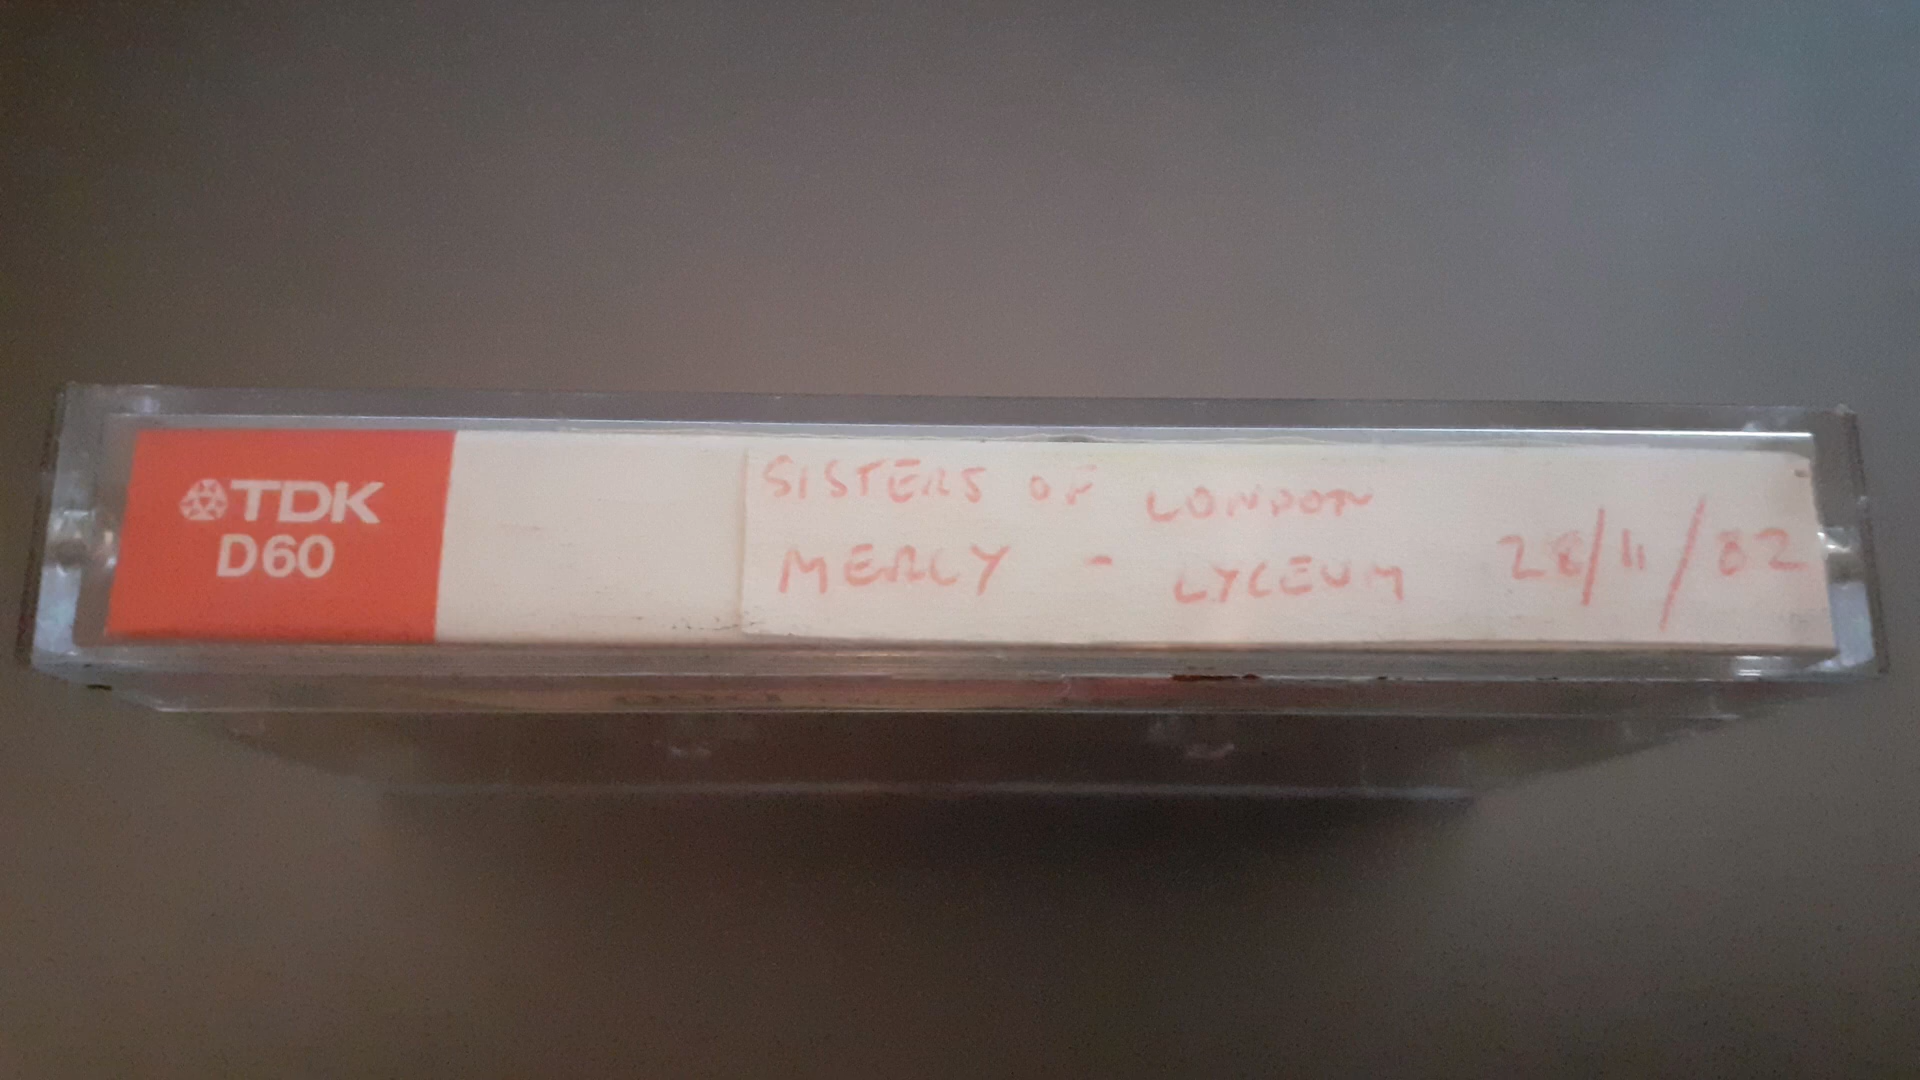 TDK
D60
SISTERS OF LONDON
MERCY - LYCEUM 28/11/82